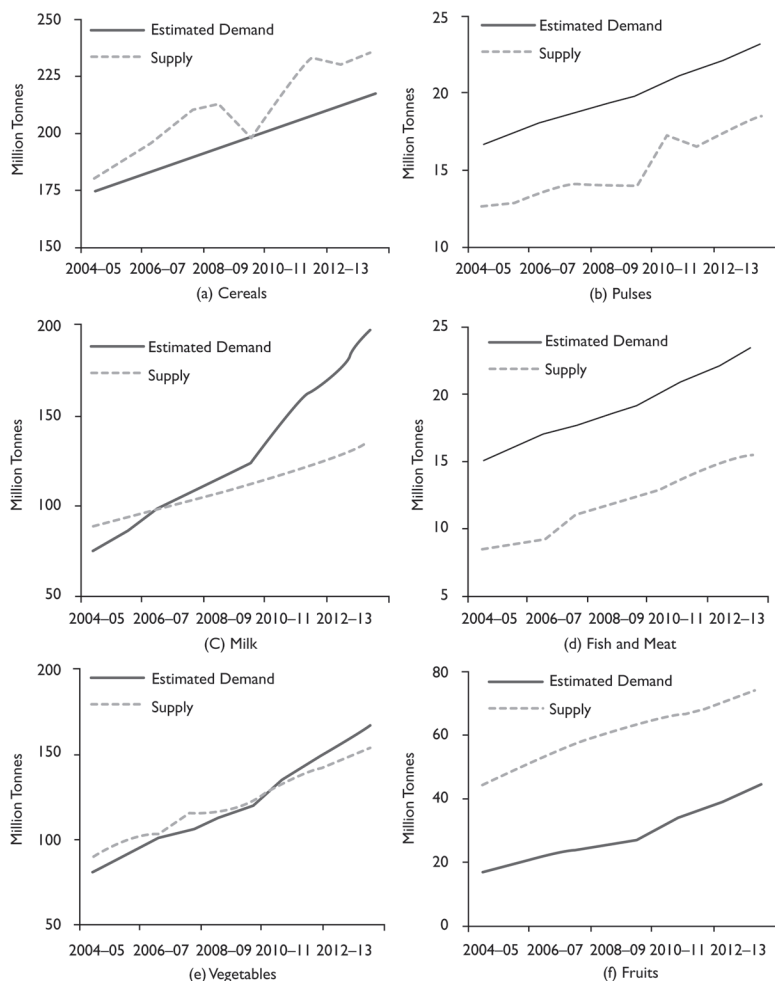 250
225
200
175
150
Million Tonnes
Estimated Demand
Supply
2004–05 2006–07 2008–09 2010–11 2012–13
(a) Cereals
25
20
15
10
Million Tonnes
Estimated Demand
Supply
2004–05 2006–07 2008–09 2010–11 2012–13
(b) Pulses
200
150
100
50
Million Tonnes
Estimated Demand
Supply
2004–05 2006–07 2008–09 2010–11 2012–13
(C) Milk
25
20
15
10
5
Million Tonnes
Estimated Demand
Supply
2004–05 2006–07 2008–09 2010–11 2012–13
(d) Fish and Meat
200
150
100
50
Million Tonnes
Estimated Demand
Supply
2004–05 2006–07 2008–09 2010–11 2012–13
(e) Vegetables
80
60
40
20
0
Million Tonnes
Estimated Demand
Supply
2004–05 2006–07 2008–09 2010–11 2012–13
(f) Fruits